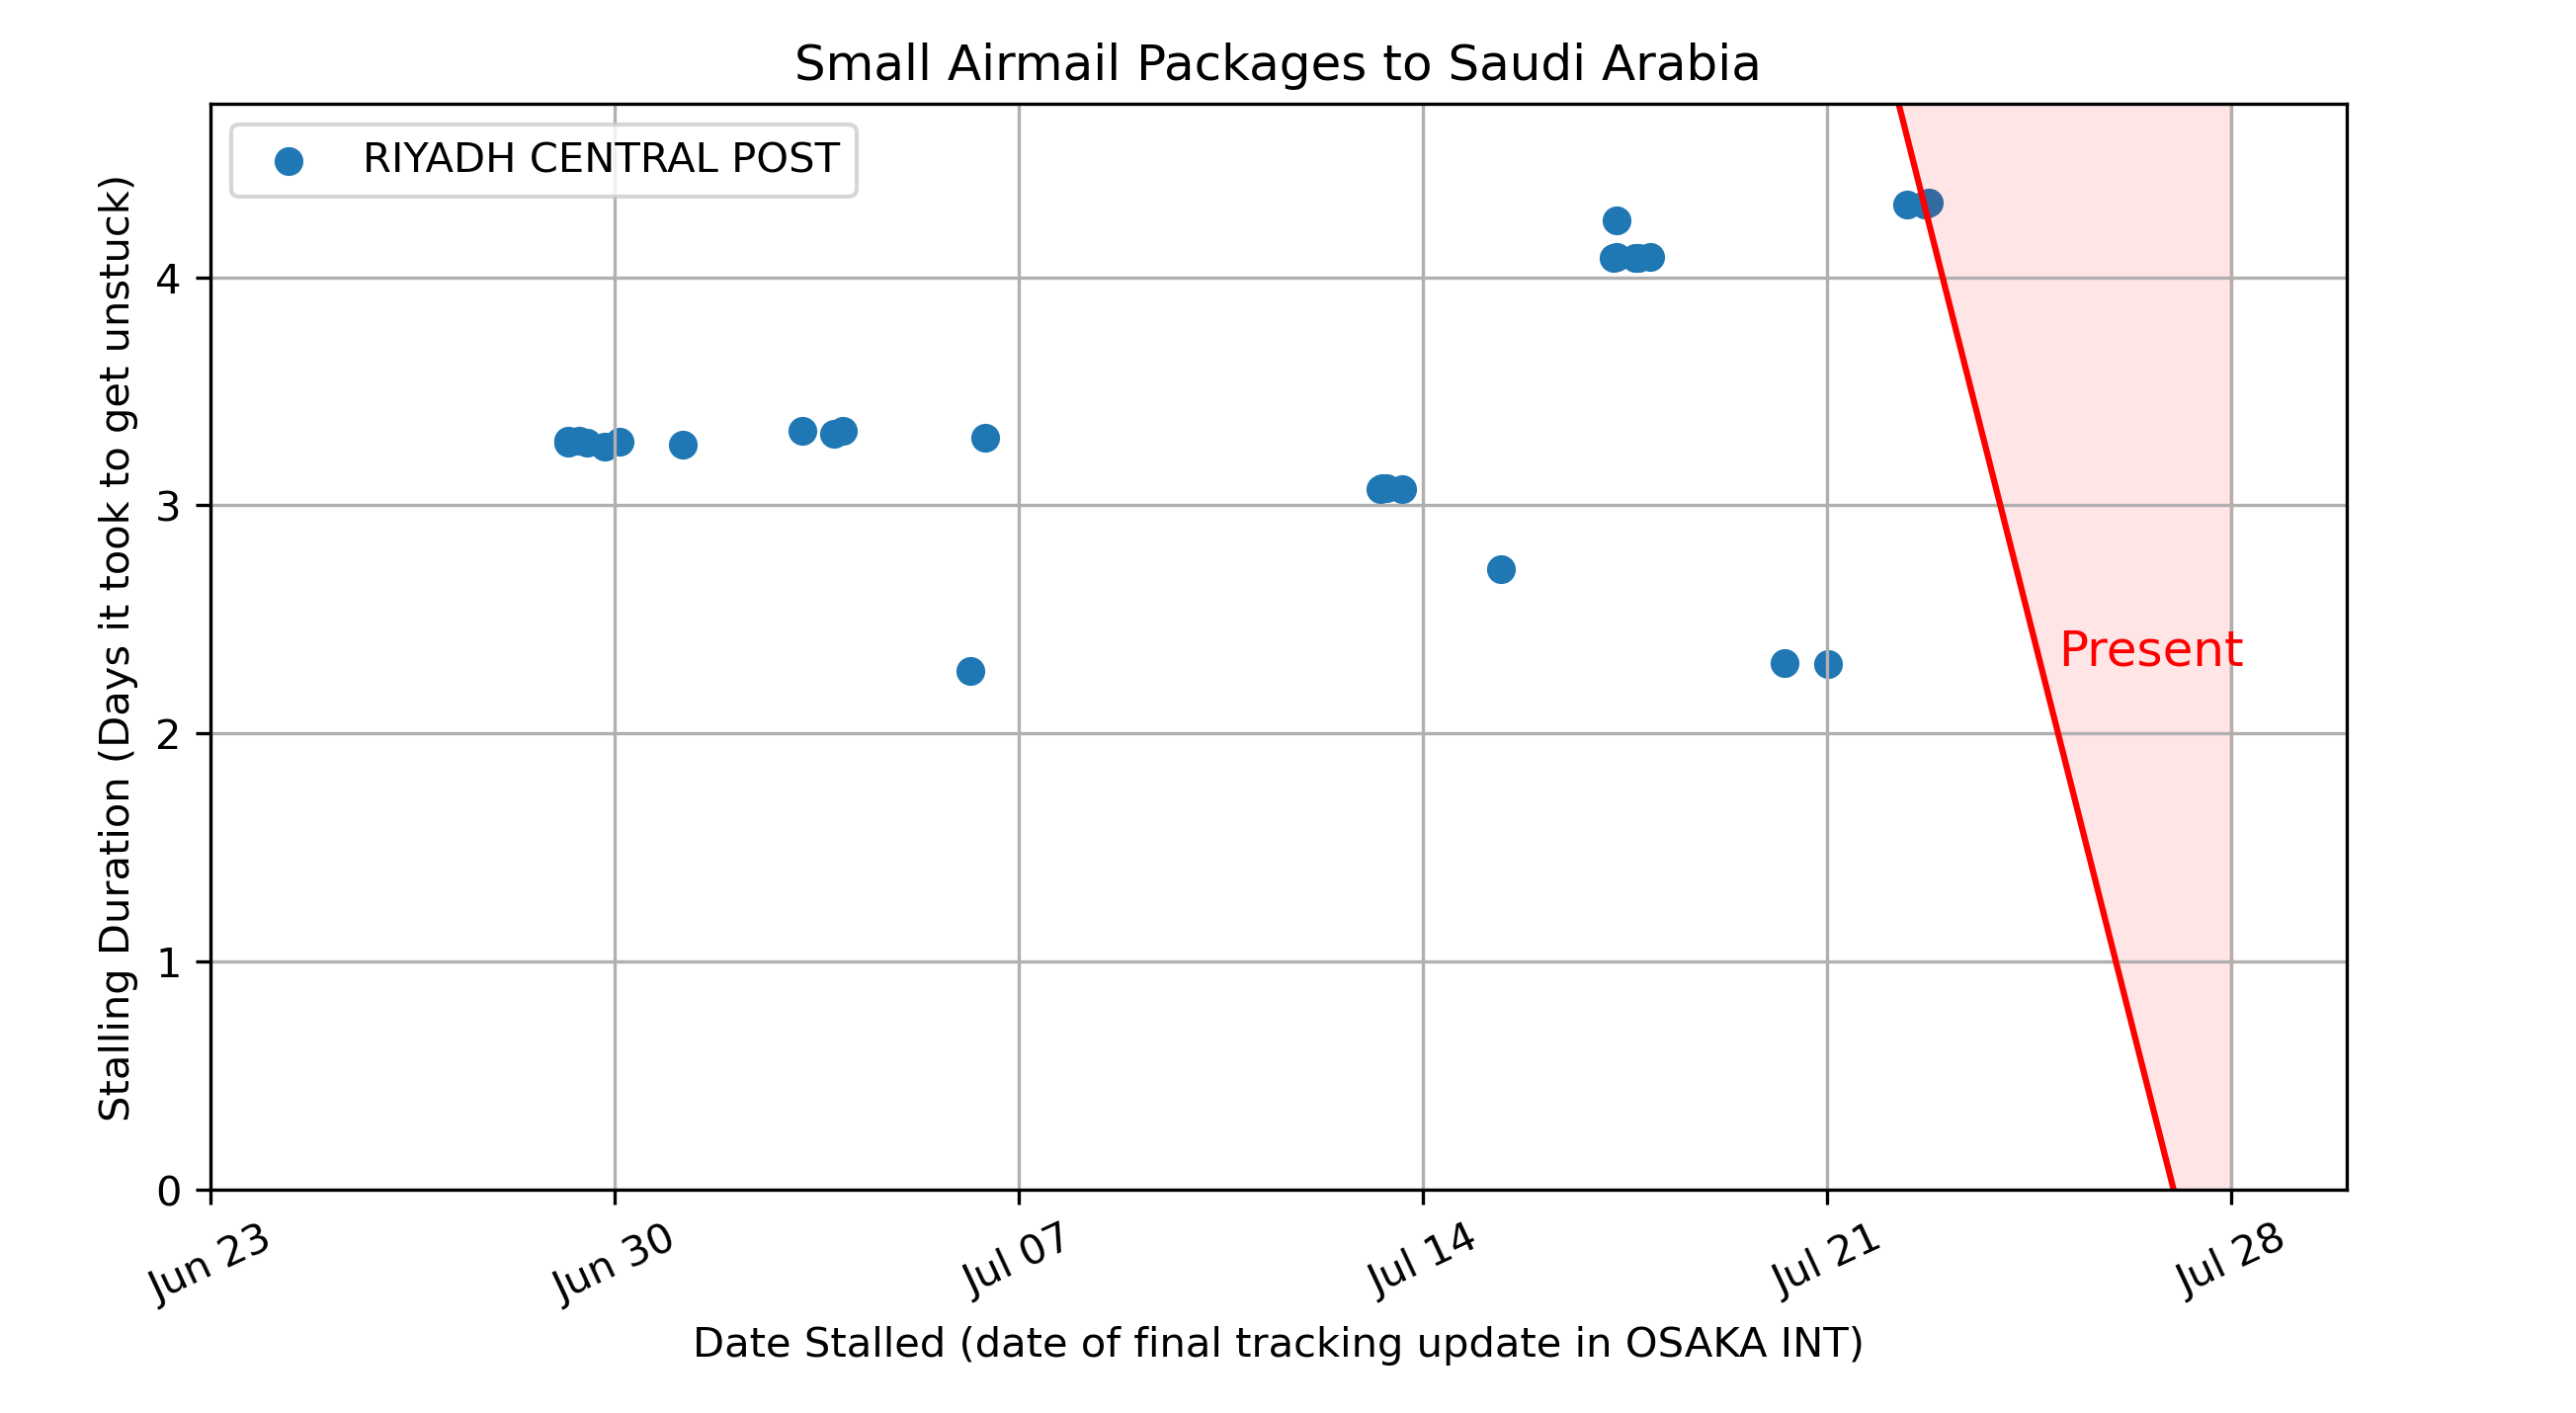 Small Airmail Packages to Saudi Arabia
RIYADH CENTRAL POST
Stalling Duration (Days it took to get unstuck)
4
3
2
1
0
Present
Jun 23
Jun 30
Jul 07
Jul 14
Jul 21
Jul 28
Date Stalled (date of final tracking update in OSAKA INT)